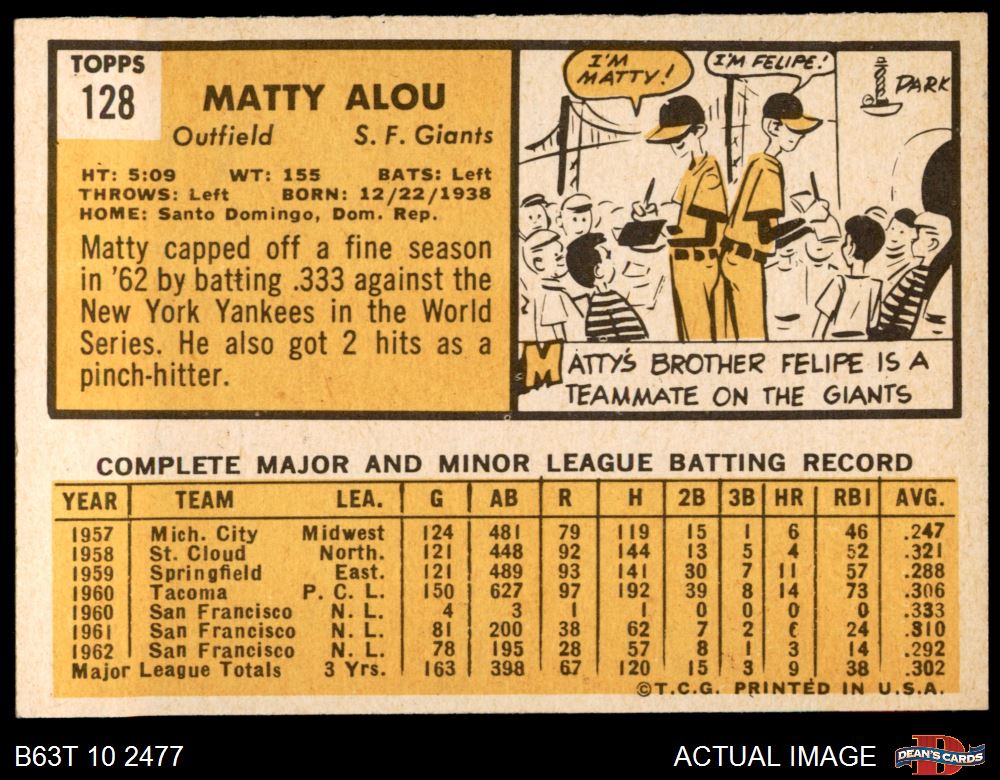 TOPPS
128
MATTY ALOU
Outfield S. F. Giants
HT: 5:09 WT: 155 BATS: Left
THROWS: Left BORN: 12/22/1938
HOME: Santo Domingo, Dom. Rep.
Matty capped off a fine season
in '62 by batting .333 against the
New York Yankees in the World
Series. He also got 2 hits as a
pinch-hitter.
I'M
MATTY!
I'M FELIPE!
PARK
MATTY'S BROTHER FELIPE IS A
TEAMMATE ON THE GIANTS
COMPLETE MAJOR AND MINOR LEAGUE BATTING RECORD
YEAR TEAM LEA. G AB R H 2B 3B HR RBI AVG.
1957 Mich. City Midwest 124 481 79 119 15 1 6 46 .247
1958 St. Cloud North. 121 448 92 144 13 5 4 52 .321
1959 Springfield East. 121 489 93 141 30 7 11 57 .288
1960 Tacoma P. C. L. 150 627 97 192 39 8 14 73 .306
1960 San Francisco N. L. 4 3 1 1 0 0 0 0 .333
1961 San Francisco N. L. 81 200 38 62 7 2 6 24 .310
1962 San Francisco N. L. 78 195 28 57 8 1 3 14 .292
Major League Totals 3 Yrs. 163 398 67 120 15 3 9 38 .302
©T.C.G. PRINTED IN U.S.A.
B63T 10 2477
ACTUAL IMAGE
DEAN'S CARDS